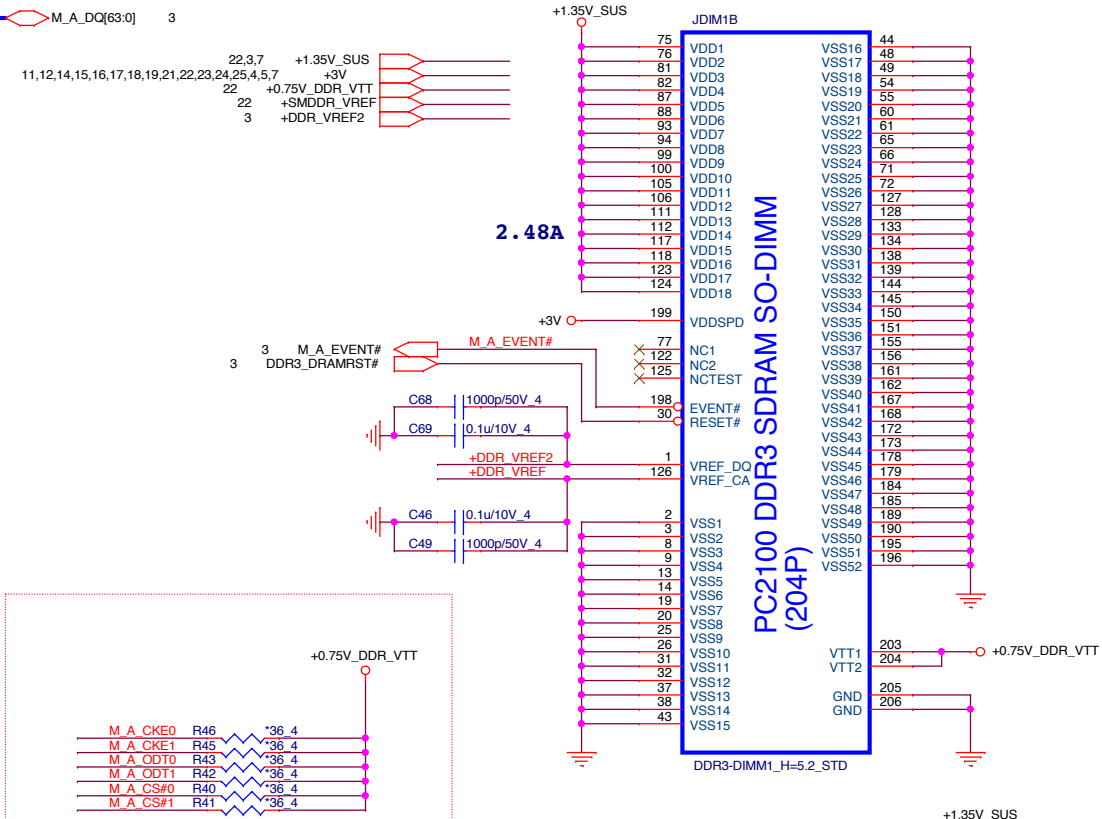 M_A_DQ[63:0] 3
22,3,7 +1.35V_SUS
11,12,14,15,16,17,18,19,21,22,23,24,25,4,5,7 +3V
22 +0.75V_DDR_VTT
22 +SMDDR_VREF
3 +DDR_VREF2
+1.35V_SUS
JDIM1B
75 VDD1
76 VDD2
81 VDD3
82 VDD4
87 VDD5
88 VDD6
93 VDD7
94 VDD8
99 VDD9
100 VDD10
105 VDD11
106 VDD12
111 VDD13
112 VDD14
117 VDD15
118 VDD16
123 VDD17
124 VDD18
2.48A
+3V 199 VDDSPD
77 NC1
122 NC2
125 NCTEST
3 M_A_EVENT# M_A_EVENT# 198 EVENT#
3 DDR3_DRAMRST# 30 RESET#
C68 1000p/50V_4
C69 0.1u/10V_4
+DDR_VREF2 1 VREF_DQ
+DDR_VREF 126 VREF_CA
C46 0.1u/10V_4
C49 1000p/50V_4
2 VSS1
3 VSS2
8 VSS3
9 VSS4
13 VSS5
14 VSS6
19 VSS7
20 VSS8
25 VSS9
26 VSS10
31 VSS11
32 VSS12
37 VSS13
38 VSS14
43 VSS15
PC2100 DDR3 SDRAM SO-DIMM
(204P)
VSS16 44
VSS17 48
VSS18 49
VSS19 54
VSS20 55
VSS21 60
VSS22 61
VSS23 65
VSS24 66
VSS25 71
VSS26 72
VSS27 127
VSS28 128
VSS29 133
VSS30 134
VSS31 138
VSS32 139
VSS33 144
VSS34 145
VSS35 150
VSS36 151
VSS37 155
VSS38 156
VSS39 161
VSS40 162
VSS41 167
VSS42 168
VSS43 172
VSS44 173
VSS45 178
VSS46 179
VSS47 184
VSS48 185
VSS49 189
VSS50 190
VSS51 195
VSS52 196
VTT1 203 +0.75V_DDR_VTT
VTT2 204
GND 205
GND 206
DDR3-DIMM1_H=5.2_STD
+0.75V_DDR_VTT
M_A_CKE0 R46 *36_4
M_A_CKE1 R45 *36_4
M_A_ODT0 R43 *36_4
M_A_ODT1 R42 *36_4
M_A_CS#0 R40 *36_4
M_A_CS#1 R41 *36_4
+1.35V_SUS